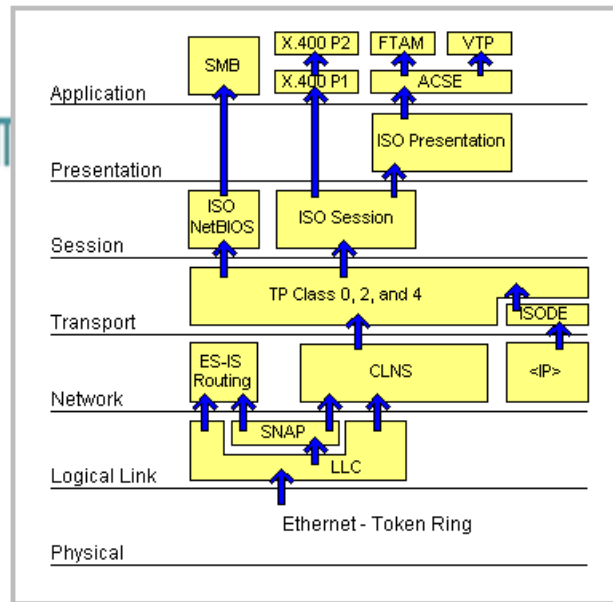 X.400 P2
FTAM
VTP
SMB
X.400 P1
ACSE
Application
ISO Presentation
Presentation
ISO
NetBIOS
ISO Session
Session
TP Class 0, 2, and 4
ISODE
Transport
ES-IS
Routing
CLNS
<IP>
Network
SNAP
LLC
Logical Link
Ethernet - Token Ring
Physical